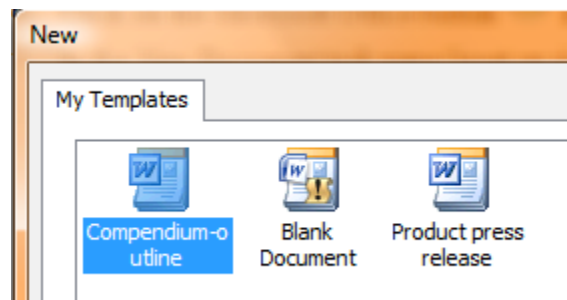 New
My Templates
Compendium-o
utline
Blank
Document
Product press
release